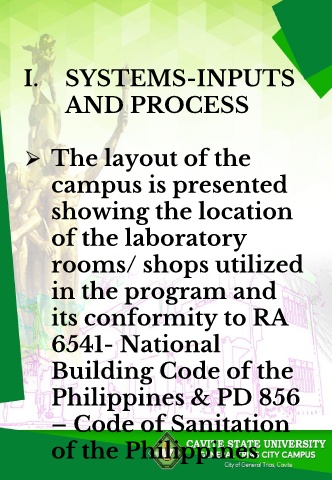 I. SYSTEMS-INPUTS
AND PROCESS
➢ The layout of the
campus is presented
showing the location
of the laboratory
rooms/ shops utilized
in the program and
its conformity to RA
6541- National
Building Code of the
Philippines & PD 856
– Code of Sanitation
of the Philippines.
CAVITE STATE UNIVERSITY
GENERAL TRIAS CITY CAMPUS
City of General Trias, Cavite